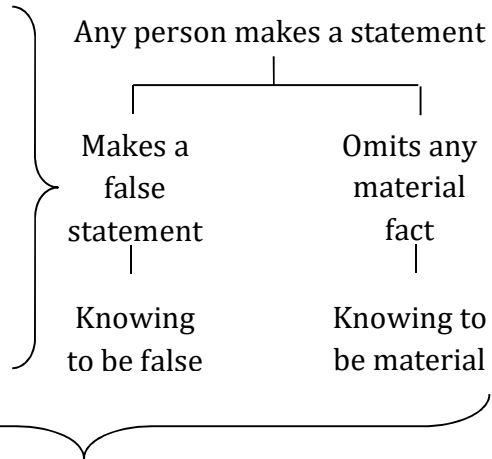 Any person makes a statement
Makes a
false
statement
Omits any
material
fact
Knowing
to be false
Knowing to
be material